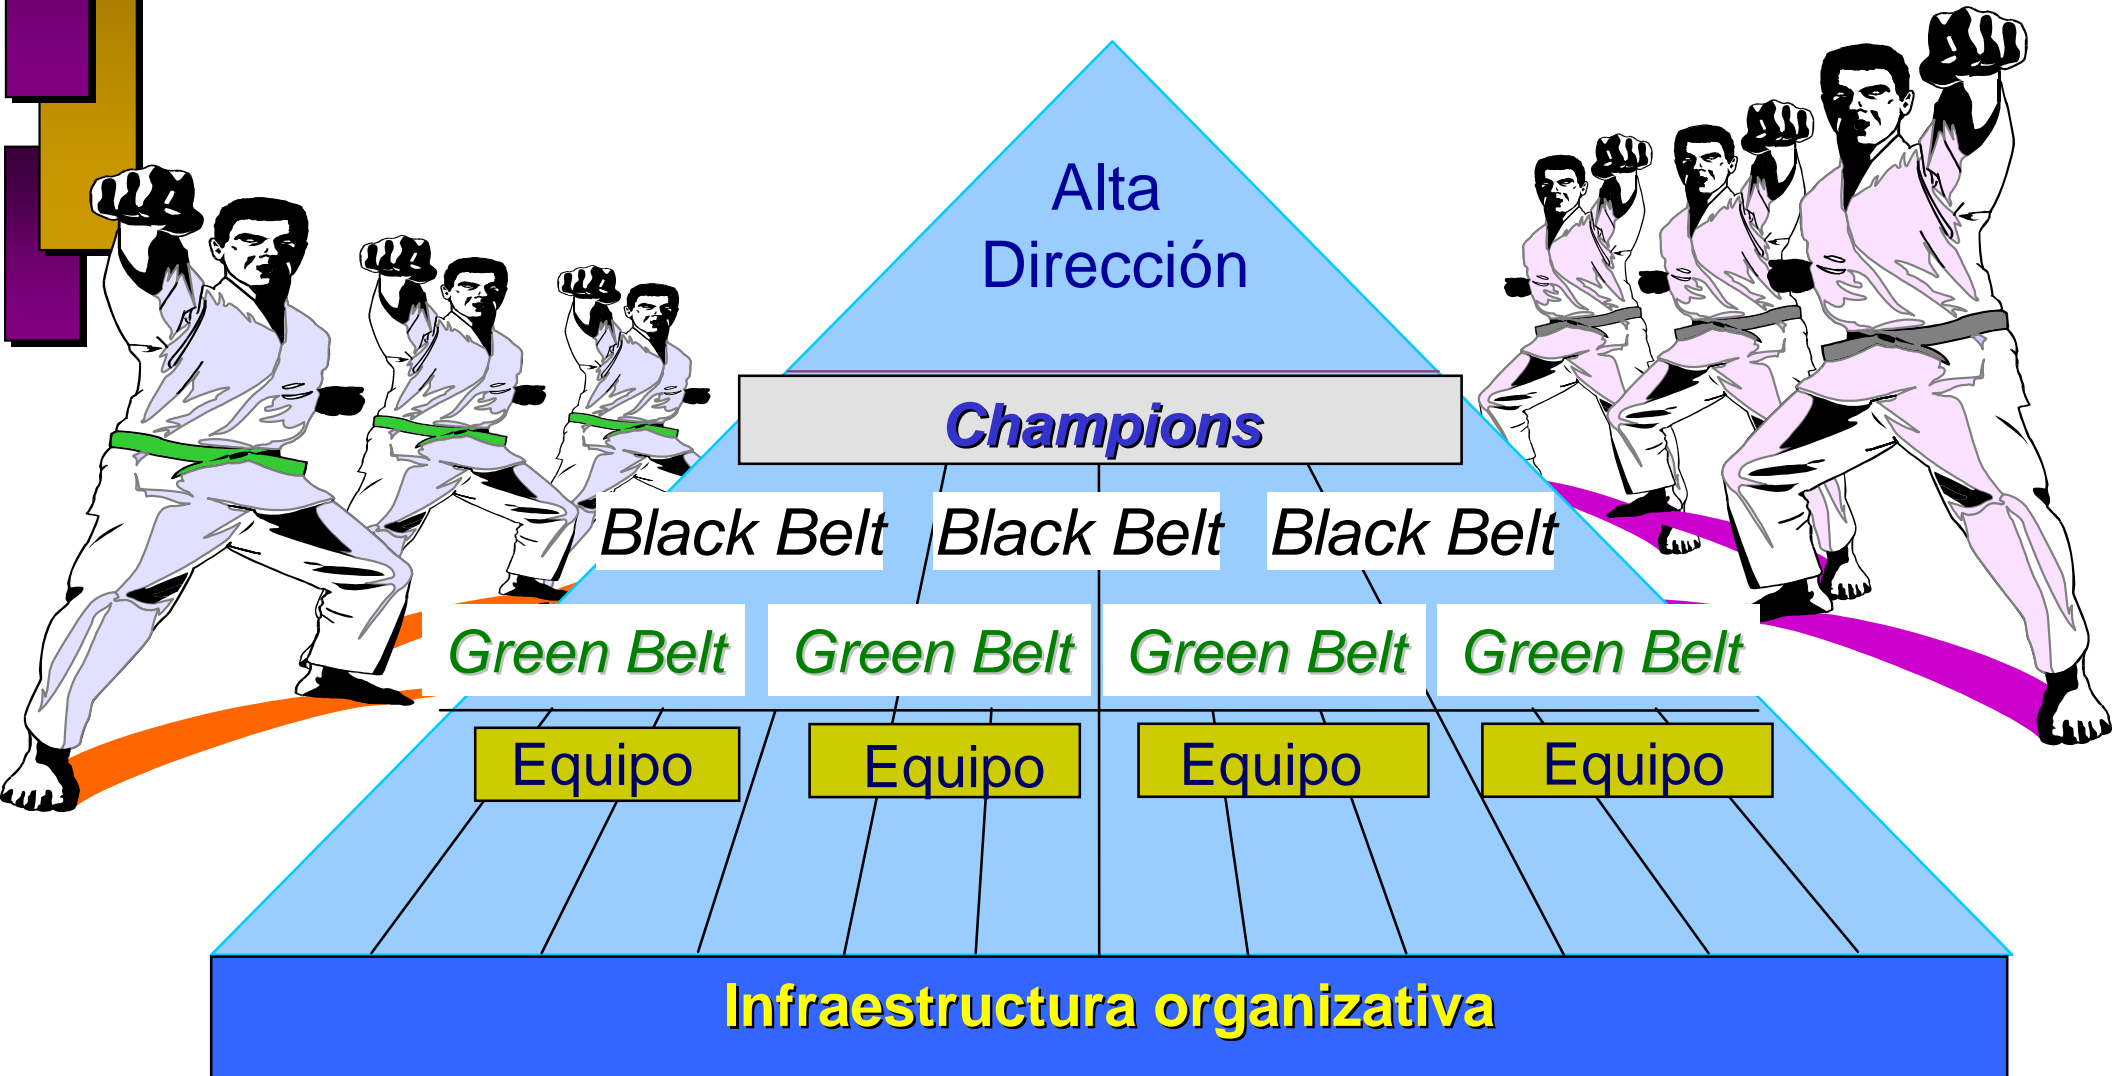 Alta
Dirección
Champions
Black Belt Black Belt Black Belt
Green Belt Green Belt Green Belt Green Belt
Equipo Equipo Equipo Equipo
Infraestructura organizativa